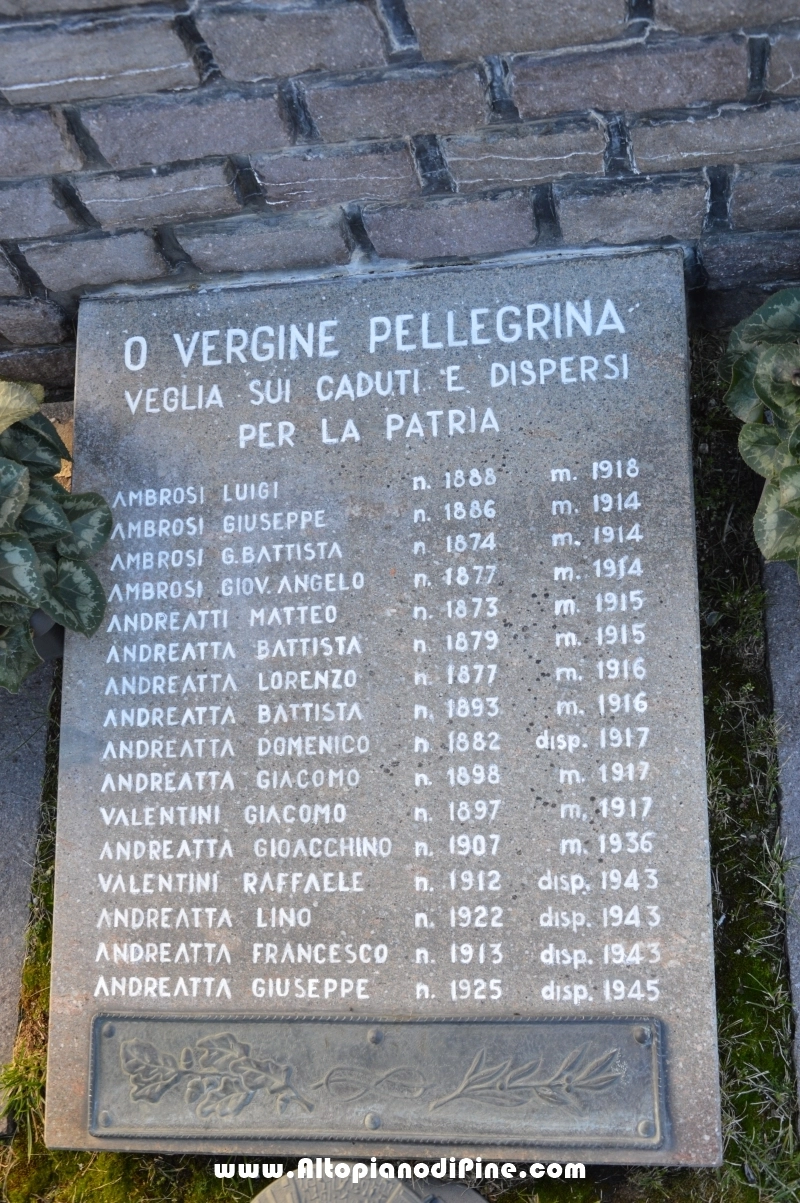 O VERGINE PELLEGRINA
VEGLIA SUI CADUTI E DISPERSI
PER LA PATRIA
AMBROSI LUIGI n. 1888 m. 1918
AMBROSI GIUSEPPE n. 1886 m. 1914
AMBROSI G.BATTISTA n. 1874 m. 1914
AMBROSI GIOV. ANGELO n. 1877 m. 1914
ANDREATTI MATTEO n. 1873 m. 1915
ANDREATTA BATTISTA n. 1879 m. 1915
ANDREATTA LORENZO n. 1877 m. 1916
ANDREATTA BATTISTA n. 1893 m. 1916
ANDREATTA DOMENICO n. 1882 disp. 1917
ANDREATTA GIACOMO n. 1898 m. 1917
VALENTINI GIACOMO n. 1897 m. 1917
ANDREATTA GIOACCHINO n. 1907 m. 1936
VALENTINI RAFFAELE n. 1912 disp. 1943
ANDREATTA LINO n. 1922 disp. 1943
ANDREATTA FRANCESCO n. 1913 disp. 1943
ANDREATTA GIUSEPPE n. 1925 disp. 1945
www.AltopianodiPine.com